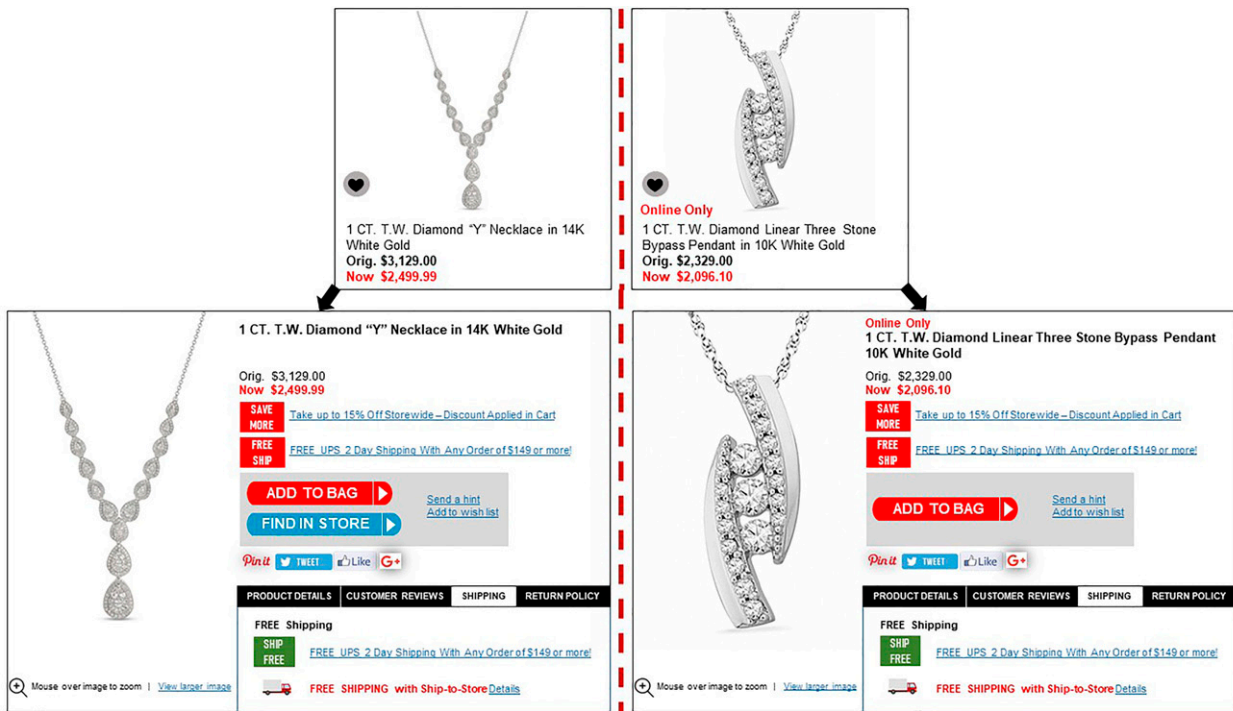 1 CT. T.W. Diamond “Y” Necklace in 14K
White Gold
Orig. $3,129.00
Now $2,499.99
Online Only
1 CT. T.W. Diamond Linear Three Stone
Bypass Pendant in 10K White Gold
Orig. $2,329.00
Now $2,096.10
1 CT. T.W. Diamond “Y” Necklace in 14K White Gold
Orig. $3,129.00
Now $2,499.99
SAVE
MORE
Take up to 15% Off Storewide – Discount Applied in Cart
FREE
SHIP
FREE UPS 2 Day Shipping With Any Order of $149 or more!
ADD TO BAG
FIND IN STORE
Send a hint
Add to wish list
Pin it
TWEET
Like
G+
PRODUCT DETAILS
CUSTOMER REVIEWS
SHIPPING
RETURN POLICY
FREE Shipping
SHIP
FREE
FREE UPS 2 Day Shipping With Any Order of $149 or more!
FREE SHIPPING with Ship-to-Store Details
Mouse over image to zoom | View larger image
Online Only
1 CT. T.W. Diamond Linear Three Stone Bypass Pendant
10K White Gold
Orig. $2,329.00
Now $2,096.10
SAVE
MORE
Take up to 15% Off Storewide – Discount Applied in Cart
FREE
SHIP
FREE UPS 2 Day Shipping With Any Order of $149 or more!
ADD TO BAG
Send a hint
Add to wish list
Pin it
TWEET
Like
G+
PRODUCT DETAILS
CUSTOMER REVIEWS
SHIPPING
RETURN POLICY
FREE Shipping
SHIP
FREE
FREE UPS 2 Day Shipping With Any Order of $149 or more!
FREE SHIPPING with Ship-to-Store Details
Mouse over image to zoom | View larger image